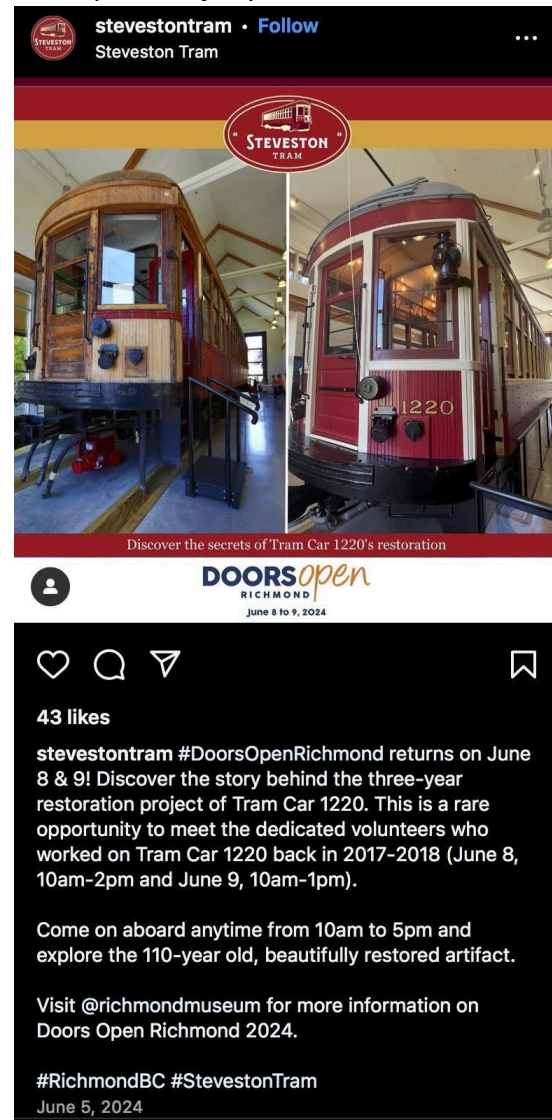 stevestontram • Follow
Steveston Tram
STEVESTON
TRAM
STEVESTON
TRAM
1220
Discover the secrets of Tram Car 1220's restoration
DOORS open
RICHMOND
June 8 to 9, 2024
43 likes
stevestontram #DoorsOpenRichmond returns on June
8 & 9! Discover the story behind the three-year
restoration project of Tram Car 1220. This is a rare
opportunity to meet the dedicated volunteers who
worked on Tram Car 1220 back in 2017-2018 (June 8,
10am-2pm and June 9, 10am-1pm).
Come on aboard anytime from 10am to 5pm and
explore the 110-year old, beautifully restored artifact.
Visit @richmondmuseum for more information on
Doors Open Richmond 2024.
#RichmondBC #StevestonTram
June 5, 2024